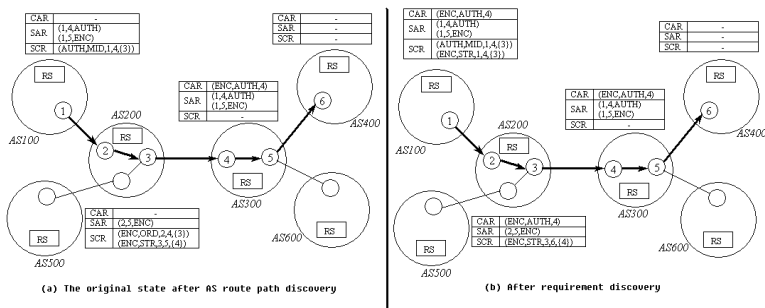 CAR -
SAR (1,4,AUTH)
(1,5,ENC)
SCR (AUTH,MID,1,4,{3})
RS
1
AS100
CAR -
SAR -
SCR -
RS
6
AS400
CAR (ENC,AUTH,4)
SAR (1,4,AUTH)
(1,5,ENC)
SCR -
AS200
RS
2
3
4
5
RS
AS300
RS
AS500
CAR -
SAR (2,5,ENC)
SCR (ENC,ORD,2,4,{3})
(ENC,STR,3,5,{4})
RS
AS600
(a) The original state after AS route path discovery
CAR (ENC,AUTH,4)
SAR (1,4,AUTH)
(1,5,ENC)
SCR (AUTH,MID,1,4,{3})
(ENC,STR,1,4,{3})
RS
1
AS100
CAR -
SAR -
SCR -
RS
6
AS400
CAR (ENC,AUTH,4)
SAR (1,4,AUTH)
(1,5,ENC)
SCR -
AS200
RS
2
3
4
5
RS
AS300
RS
AS500
CAR (ENC,AUTH,4)
SAR (2,5,ENC)
SCR (ENC,STR,3,6,{4})
RS
AS600
(b) After requirement discovery